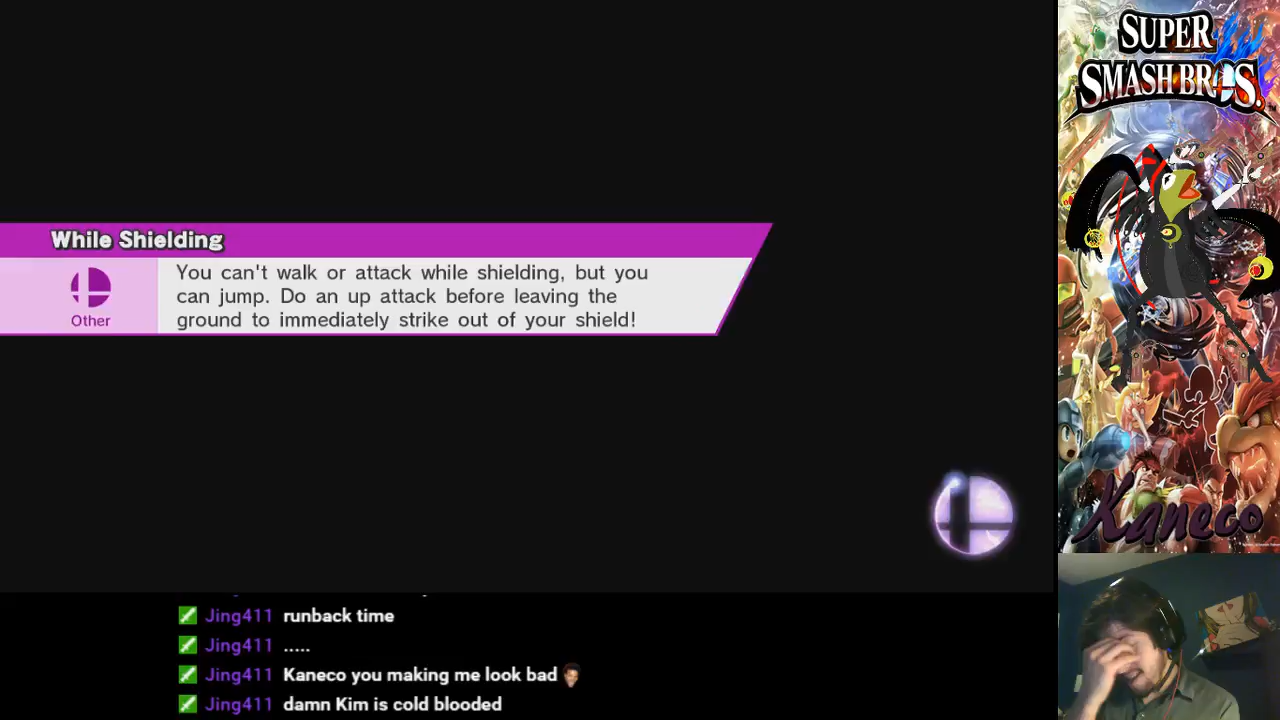 SUPER
SMASH BROS.
While Shielding
You can't walk or attack while shielding, but you
can jump. Do an up attack before leaving the
ground to immediately strike out of your shield!
Other
Kaneco
Jing411 runback time
Jing411 .....
Jing411 Kaneco you making me look bad
Jing411 damn Kim is cold blooded